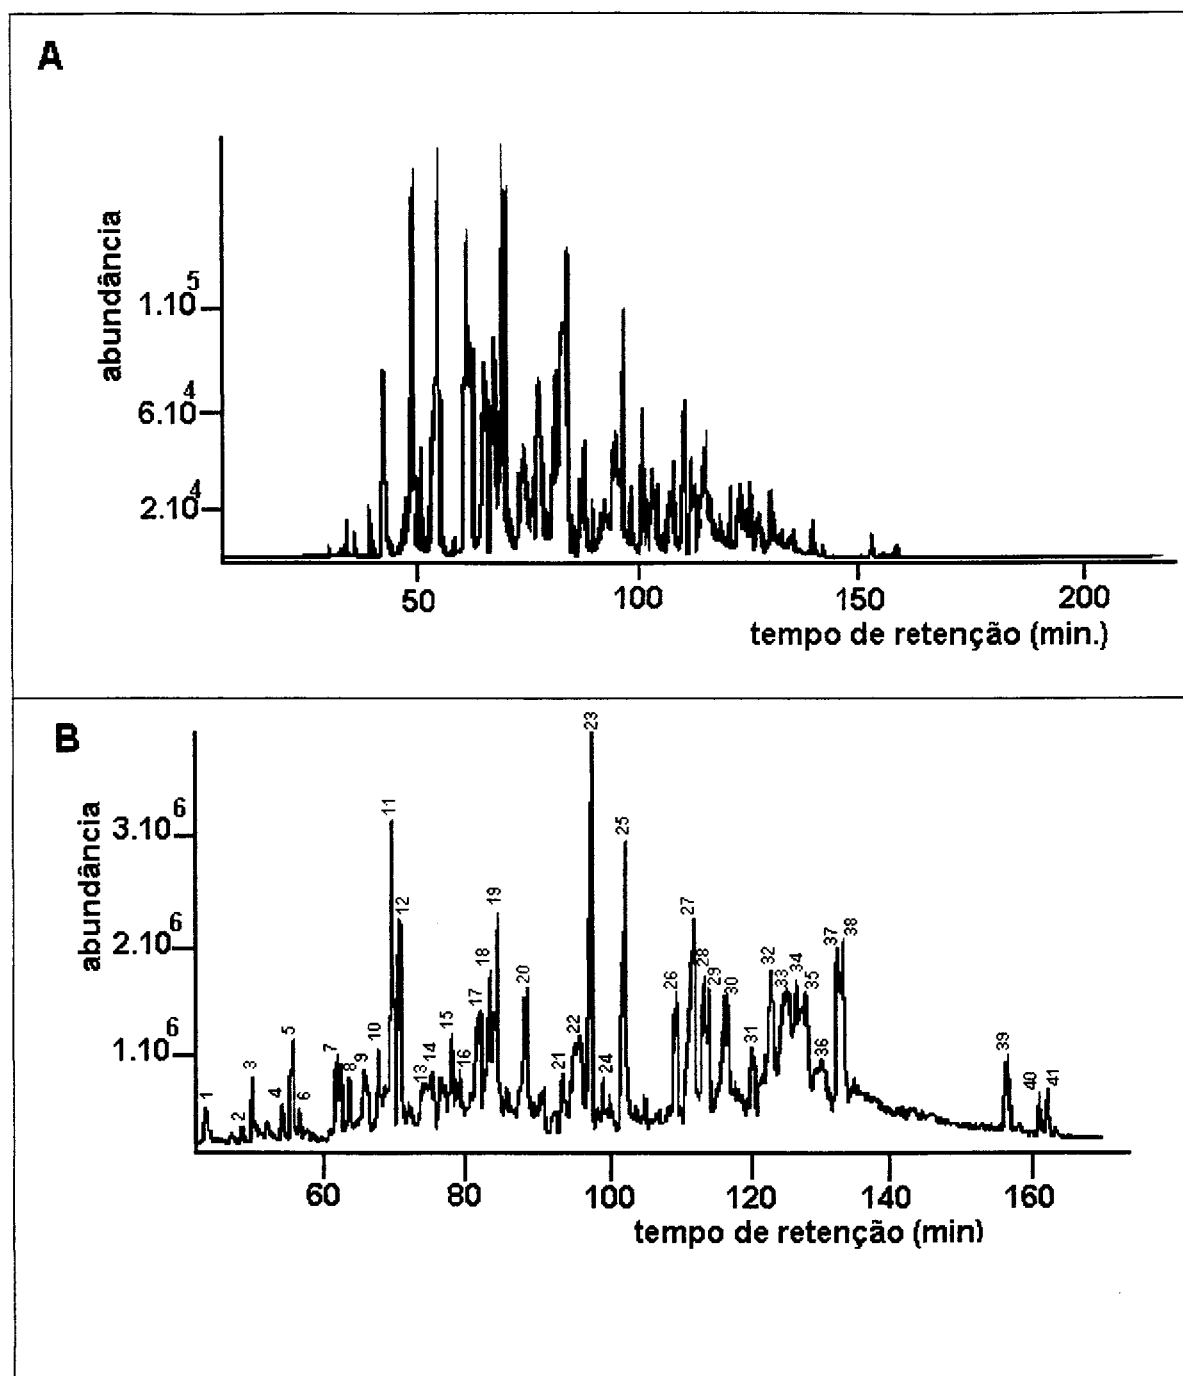 A
abundância
1.10^5
6.10^4
2.10^4
50 100 150 200
tempo de retenção (min.)
B
abundância
3.10^6
2.10^6
1.10^6
1 2 3 4 5 6 7 8 9 10 11 12 13 14 15 16 17 18 19 20 21 22 23 24 25 26 27 28 29 30 31 32 33 34 35 36 37 38 39 40 41
60 80 100 120 140 160
tempo de retenção (min)